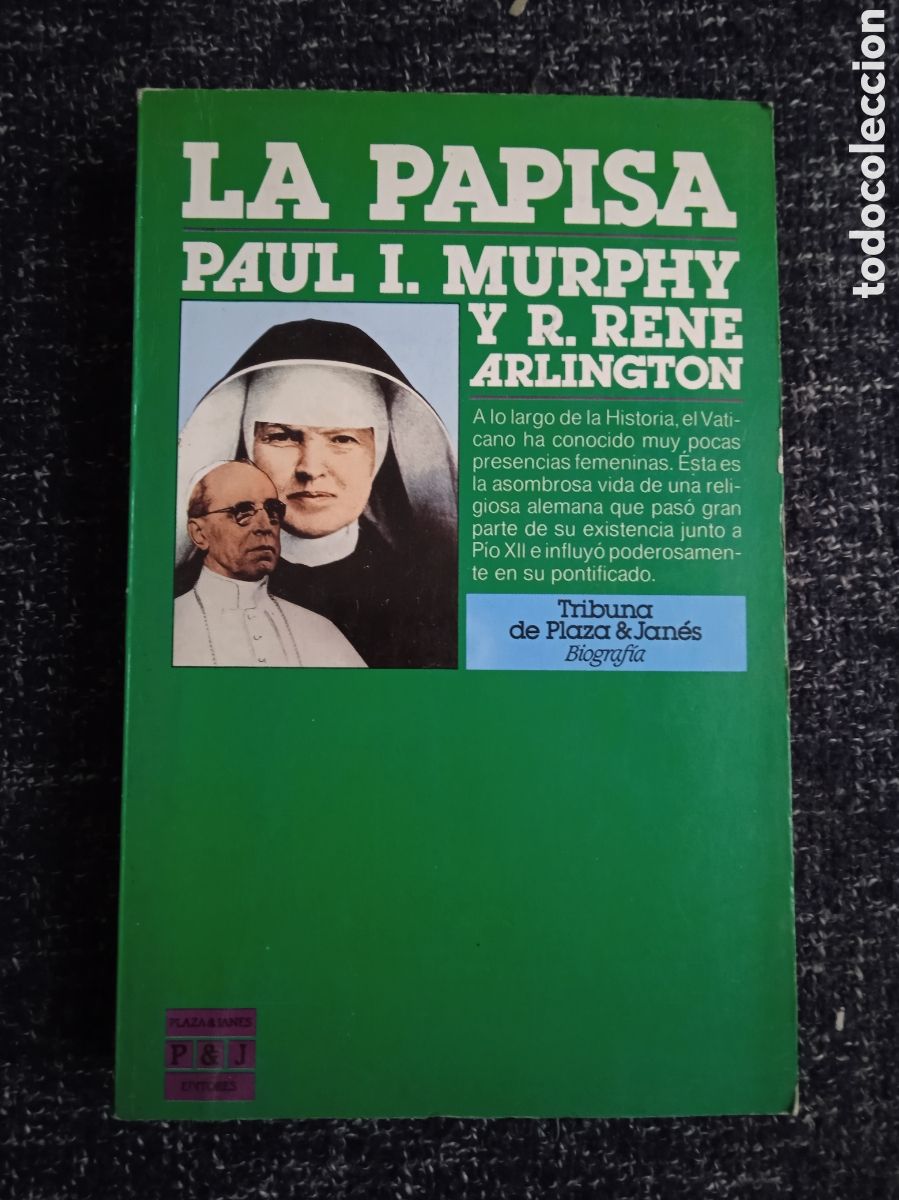 LA PAPISA
PAUL I. MURPHY
Y R. RENE
ARLINGTON
A lo largo de la Historia, el Vati-
cano ha conocido muy pocas
presencias femeninas. Ésta es
la asombrosa vida de una reli-
giosa alemana que pasó gran
parte de su existencia junto a
Pío XII e influyó poderosamen-
te en su pontificado.
Tribuna
de Plaza & Janés
Biografía
PLAZA & JANES
P & J
EDITORES
todocoleccion